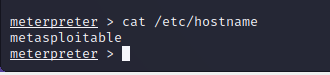 meterpreter > cat /etc/hostname
metasploitable
meterpreter >